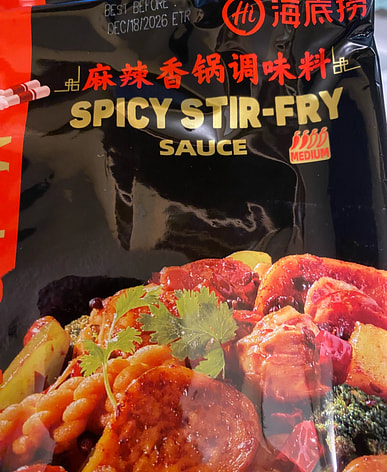 BEST BEFORE:
DEC/18/2026 ETR
Hi 海底捞
麻辣香锅调味料
SPICY STIR-FRY
SAUCE
MEDIUM